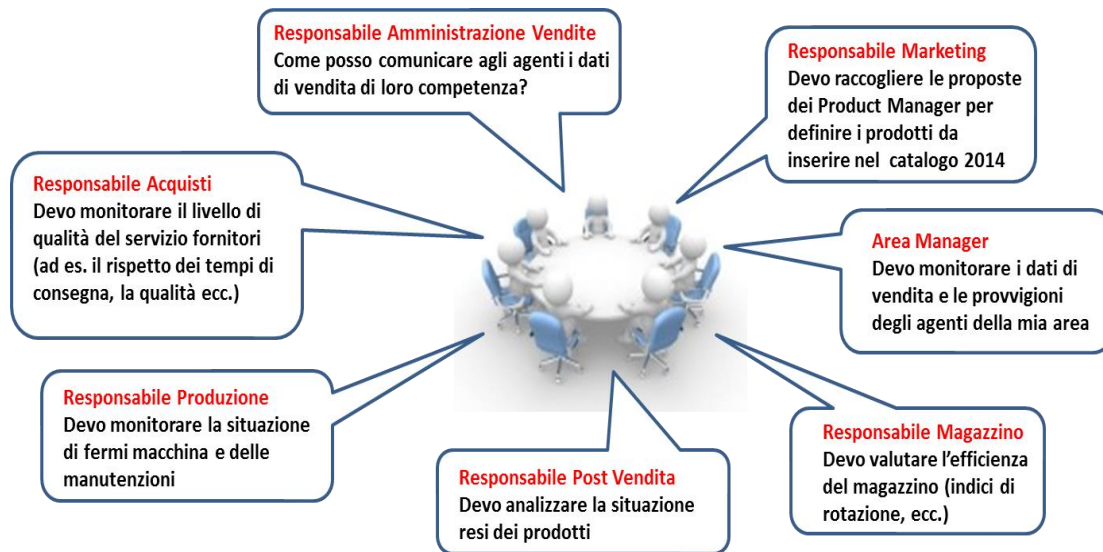 Responsabile Amministrazione Vendite
Come posso comunicare agli agenti i dati
di vendita di loro competenza?
Responsabile Marketing
Devo raccogliere le proposte
dei Product Manager per
definire i prodotti da
inserire nel catalogo 2014
Responsabile Acquisti
Devo monitorare il livello di
qualità del servizio fornitori
(ad es. il rispetto dei tempi di
consegna, la qualità ecc.)
Area Manager
Devo monitorare i dati di
vendita e le provvigioni
degli agenti della mia area
Responsabile Produzione
Devo monitorare la situazione
di fermi macchina e delle
manutenzioni
Responsabile Post Vendita
Devo analizzare la situazione
resi dei prodotti
Responsabile Magazzino
Devo valutare l’efficienza
del magazzino (indici di
rotazione, ecc.)